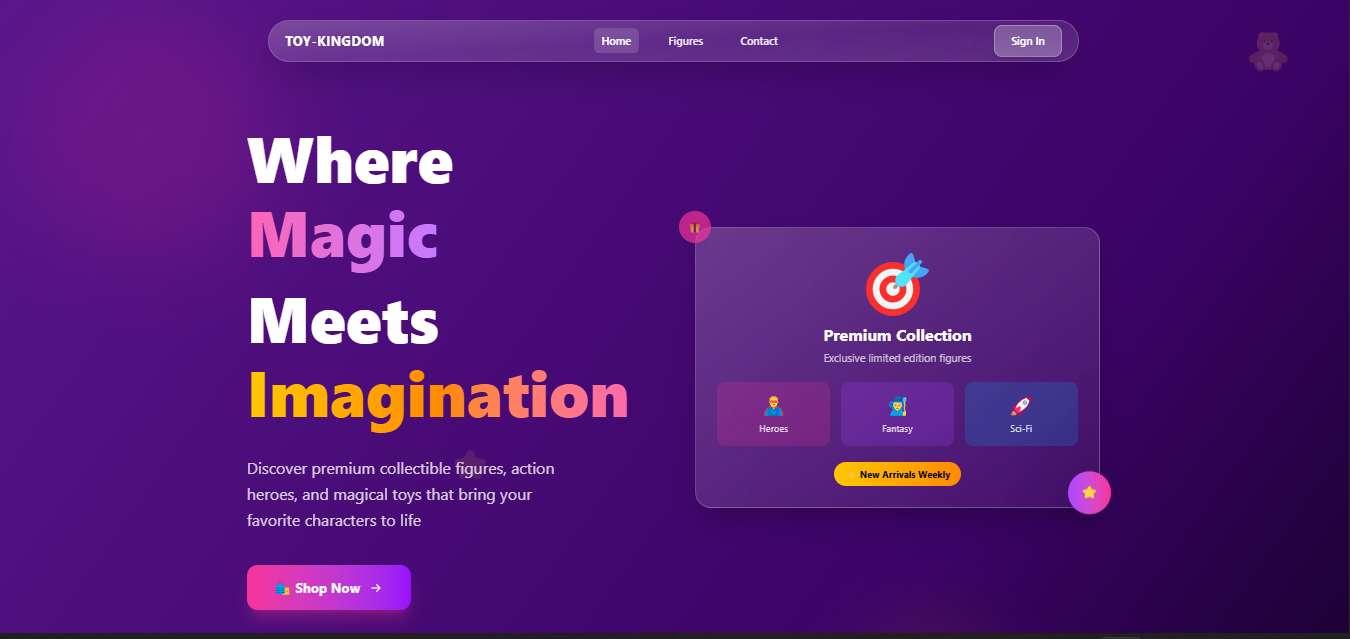 TOY-KINGDOM
Home
Figures
Contact
Sign In
Where
Magic
Meets
Imagination
Discover premium collectible figures, action
heroes, and magical toys that bring your
favorite characters to life
Shop Now →
Premium Collection
Exclusive limited edition figures
Heroes
Fantasy
Sci-Fi
New Arrivals Weekly